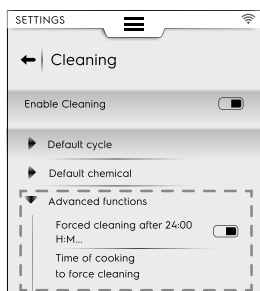 SETTINGS
Cleaning
Enable Cleaning
Default cycle
Default chemical
Advanced functions
Forced cleaning after 24:00
H:M...
Time of cooking
to force cleaning